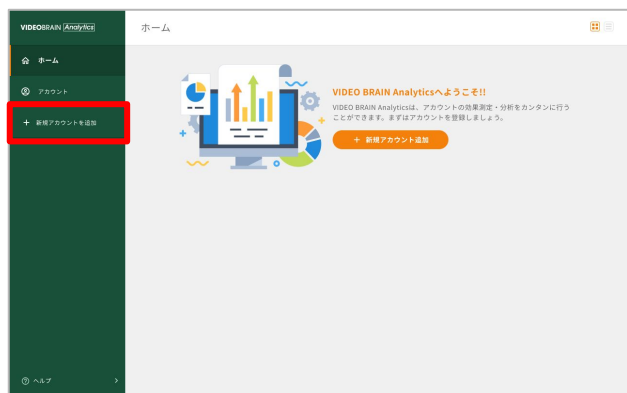 VIDEOBRAIN Analytics
ホーム
ホーム
アカウント
+ 新規アカウントを追加
VIDEO BRAIN Analyticsへようこそ!!
VIDEO BRAIN Analyticsは、アカウントの効果測定・分析をカンタンに行う
ことができます。まずはアカウントを登録しましょう。
+ 新規アカウント追加
ヘルプ